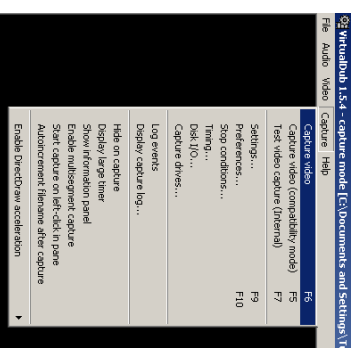 VirtualDub 1.5.4 - capture mode [E:\Documents and Settings\T
File Audio Video Capture Help
Capture video F6
Capture video (compatibility mode) F5
Test video capture (Internal) F7
Settings... F9
Preferences... F10
Stop conditions...
Timing...
Disk I/O...
Capture drives...
Log events
Display capture log...
Hide on capture
Display large timer
Show information panel
Enable multisegment capture
Start capture on left-click in pane
Autoincrement filename after capture
Enable DirectDraw acceleration